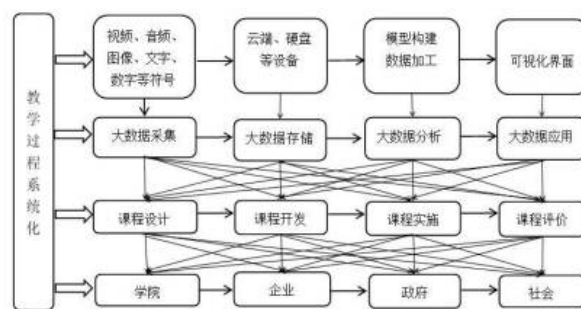 教学过程系统化
视频、音频、
图像、文字、
数字等符号
云端、硬盘
等设备
模型构建
数据加工
可视化界面
大数据采集
大数据存储
大数据分析
大数据应用
课程设计
课程开发
课程实施
课程评价
学院
企业
政府
社会